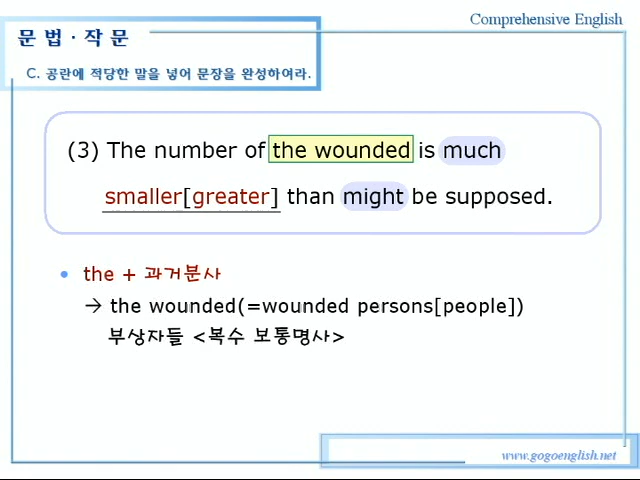 Comprehensive English
문 법 · 작 문
C. 공란에 적당한 말을 넣어 문장을 완성하여라.
(3) The number of the wounded is much
smaller[greater] than might be supposed.
• the + 과거분사
→ the wounded(=wounded persons[people])
부상자들 <복수 보통명사>
www.gogoenglish.net